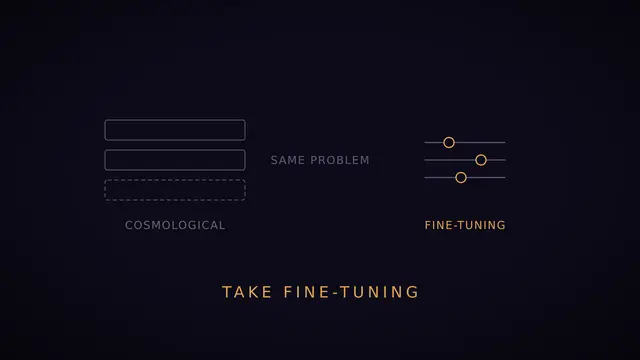 SAME PROBLEM
COSMOLOGICAL
FINE-TUNING
TAKE FINE-TUNING